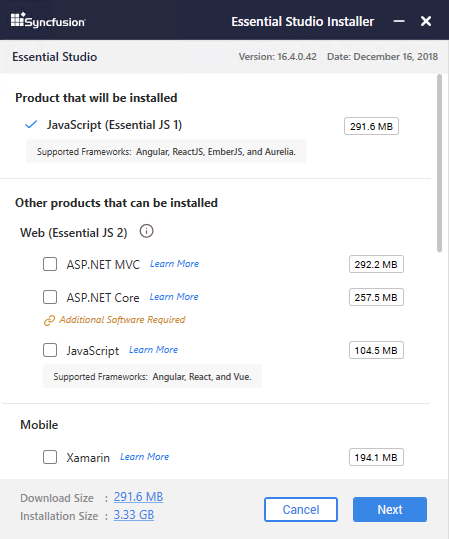 Syncfusion Essential Studio Installer
Essential Studio Version: 16.4.0.42 Date: December 16, 2018
Product that will be installed
JavaScript (Essential JS 1) 291.6 MB
Supported Frameworks: Angular, ReactJS, EmberJS, and Aurelia.
Other products that can be installed
Web (Essential JS 2)
ASP.NET MVC Learn More 292.2 MB
ASP.NET Core Learn More 257.5 MB
Additional Software Required
JavaScript Learn More 104.5 MB
Supported Frameworks: Angular, React, and Vue.
Mobile
Xamarin Learn More 194.1 MB
Download Size : 291.6 MB
Installation Size : 3.33 GB
Cancel Next